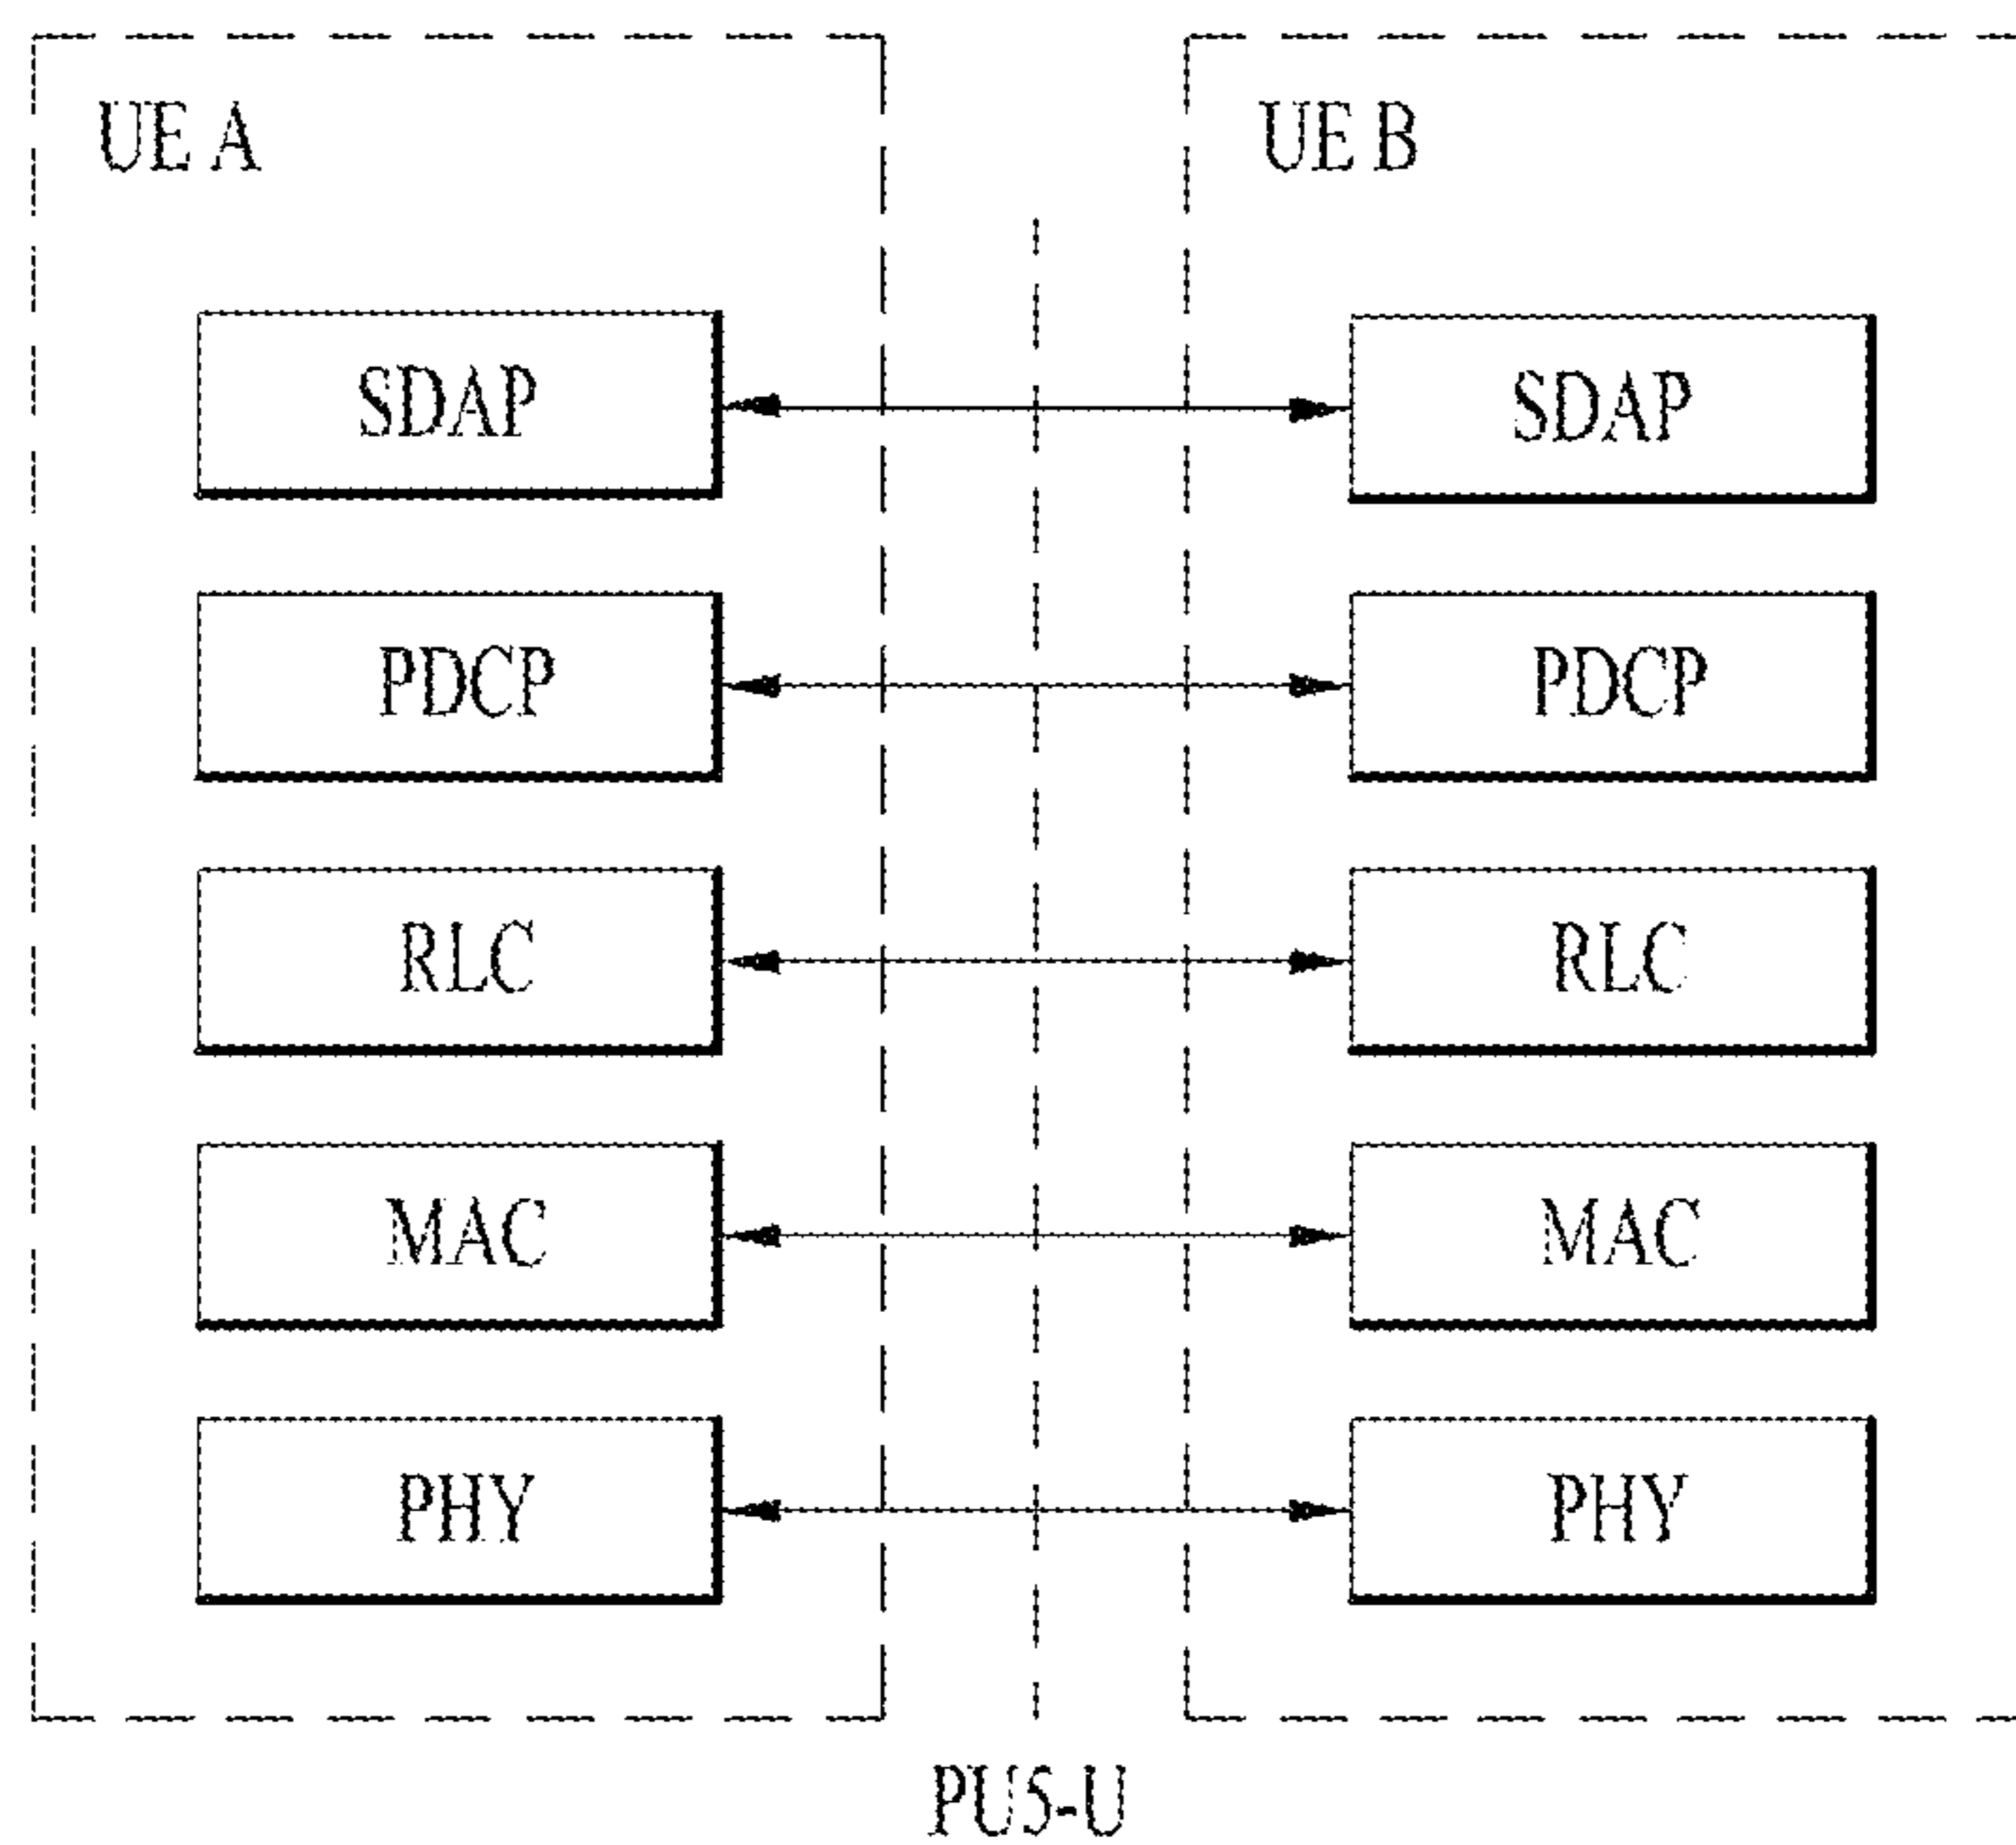 UE A UE B
SDAP SDAP
PDCP PDCP
RLC RLC
MAC MAC
PHY PHY
PU5-U